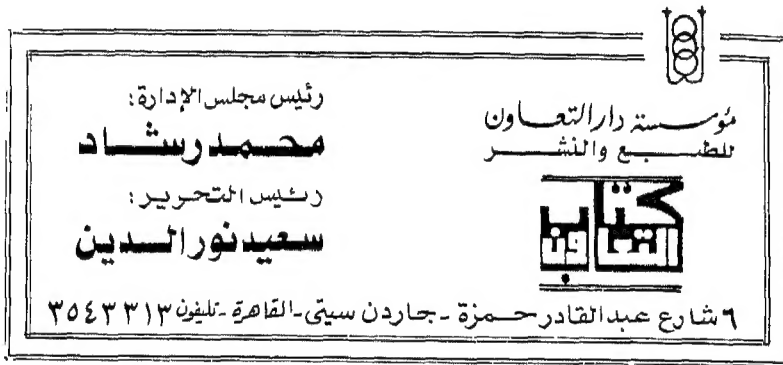 رئيس مجلس الإدارة:
محمد رشاد
رئيس التحرير:
سعيد نور الدين
مؤسسة دار التعاون
للطبع والنشر
كتاب التعاون
٦ شارع عبد القادر حمزة - جاردن سيتى - القاهرة - تليفون ٣٥٤٣٣١٣